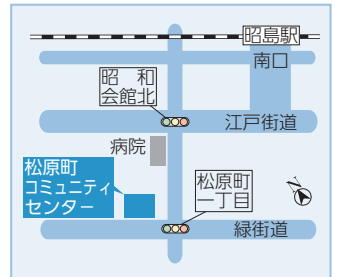 昭島駅
南口
昭和
会館北
江戸街道
病院
松原町
コミュニティ
センター
松原町
一丁目
緑街道
N